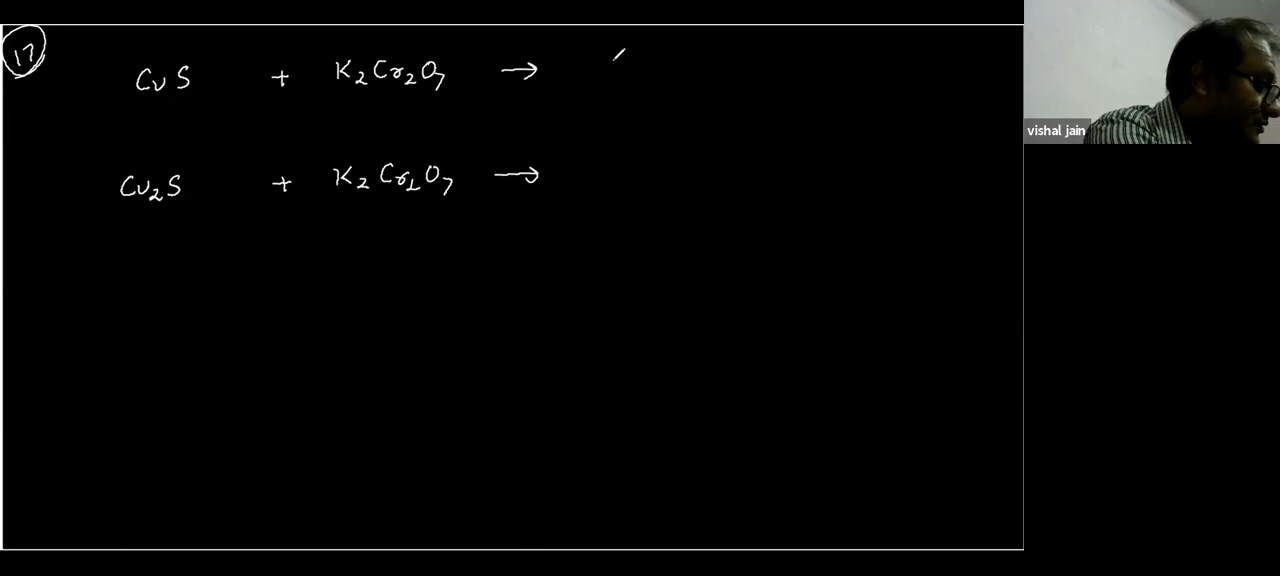 17
CuS + K2Cr2O7 →
Cu2S + K2Cr2O7 →
vishal jain